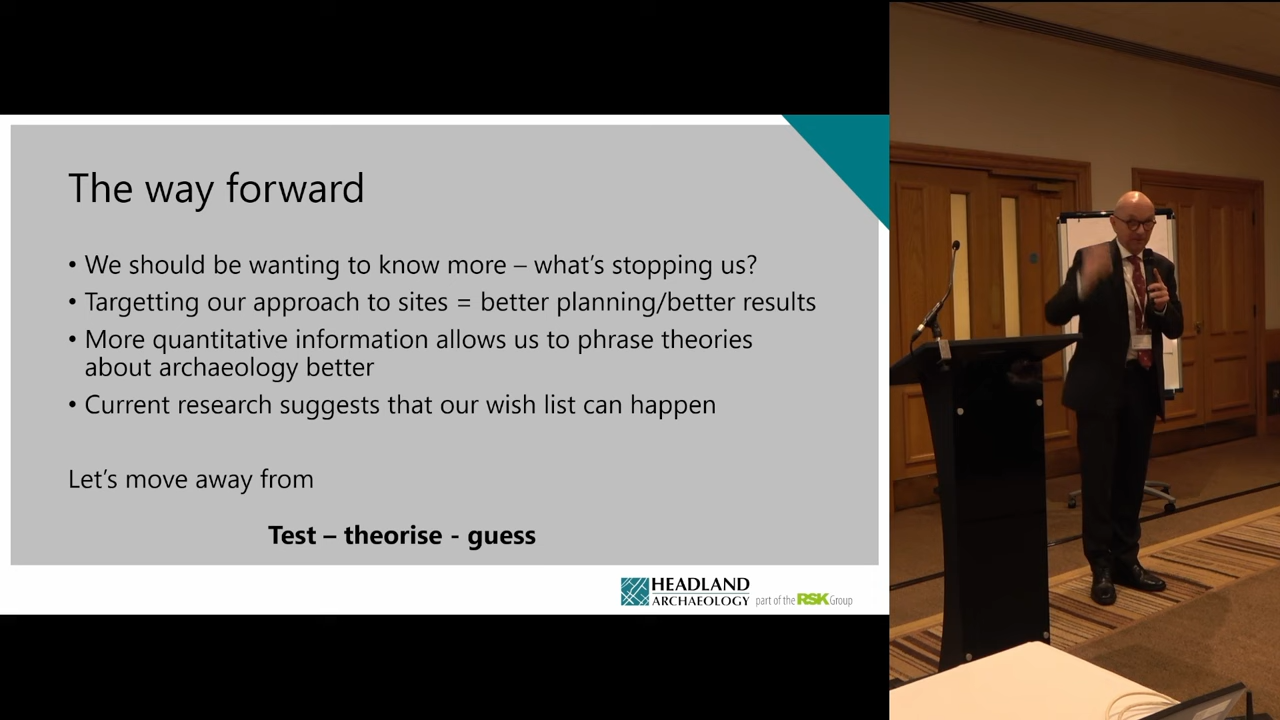 The way forward
• We should be wanting to know more – what's stopping us?
• Targetting our approach to sites = better planning/better results
• More quantitative information allows us to phrase theories
about archaeology better
• Current research suggests that our wish list can happen
Let's move away from
Test – theorise - guess
HEADLAND
ARCHAEOLOGY part of the RSK Group